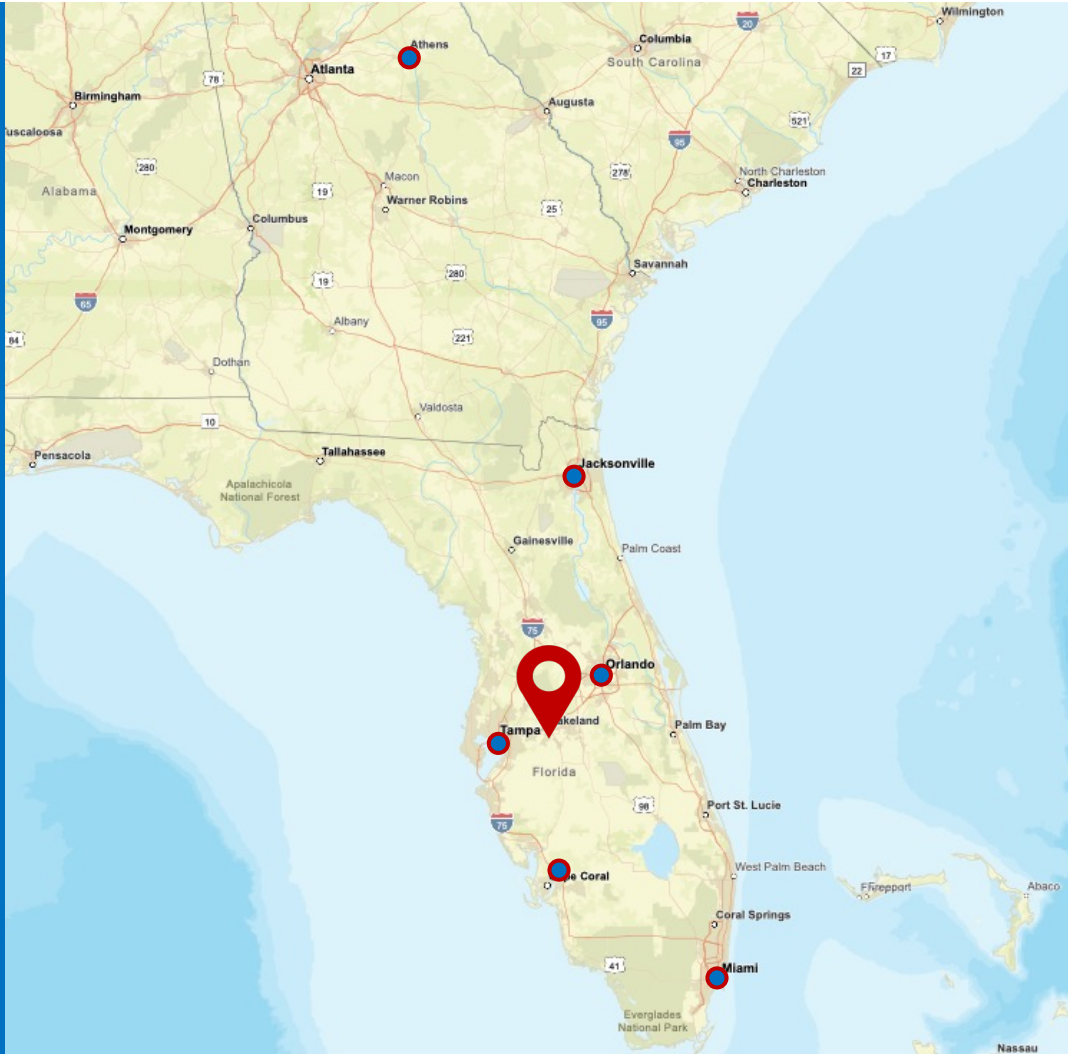 Wilmington
20
Athens
Columbia
South Carolina
17
Atlanta
78
22
Birmingham
Augusta
521
95
280
278
North Charleston
Charleston
Alabama
Macon
19
Warner Robins
25
Columbus
Montgomery
Savannah
280
19
65
95
Albany
221
84
Dothan
Valdosta
10
Tallahassee
Pensacola
Jacksonville
Apalachicola
National Forest
Gainesville
Palm Coast
75
Orlando
Tampa
Palm Bay
Florida
98
Port St. Lucie
75
West Palm Beach
Coral
Abaco
Coral Springs
Miami
41
Everglades
National Park
Nassau